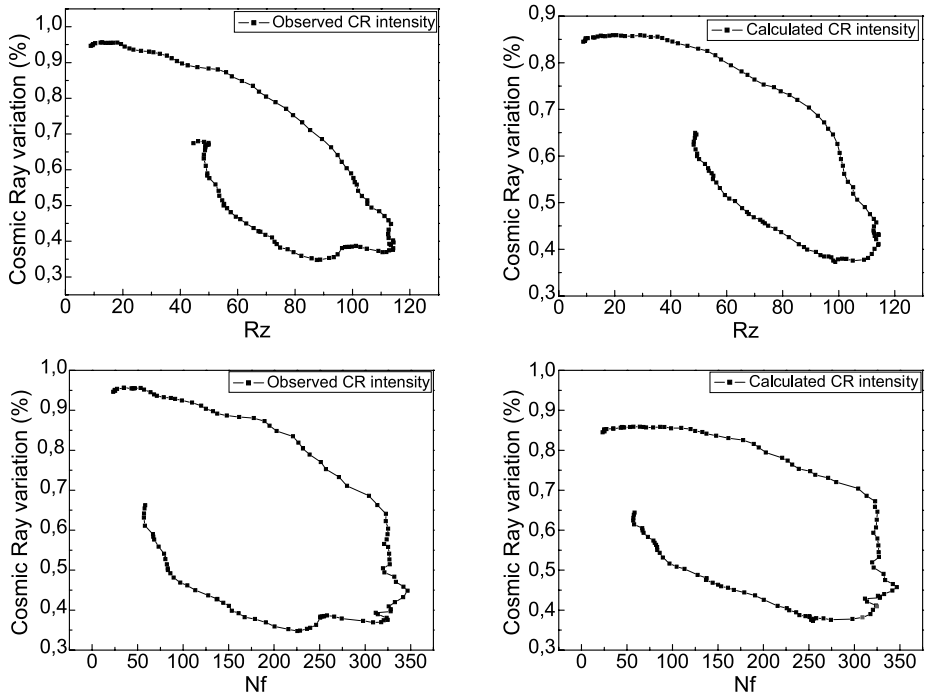 Observed CR intensity
1,0
0,9
0,8
0,7
0,6
0,5
0,4
0,3
Cosmic Ray variation (%)
0 20 40 60 80 100 120
Rz
Calculated CR intensity
0,9
0,8
0,7
0,6
0,5
0,4
0,3
Cosmic Ray variation (%)
0 20 40 60 80 100 120
Rz
Observed CR intensity
1,0
0,9
0,8
0,7
0,6
0,5
0,4
0,3
Cosmic Ray variation (%)
0 50 100 150 200 250 300 350
Nf
Calculated CR intensity
1,0
0,9
0,8
0,7
0,6
0,5
0,4
0,3
Cosmic Ray variation (%)
0 50 100 150 200 250 300 350
Nf